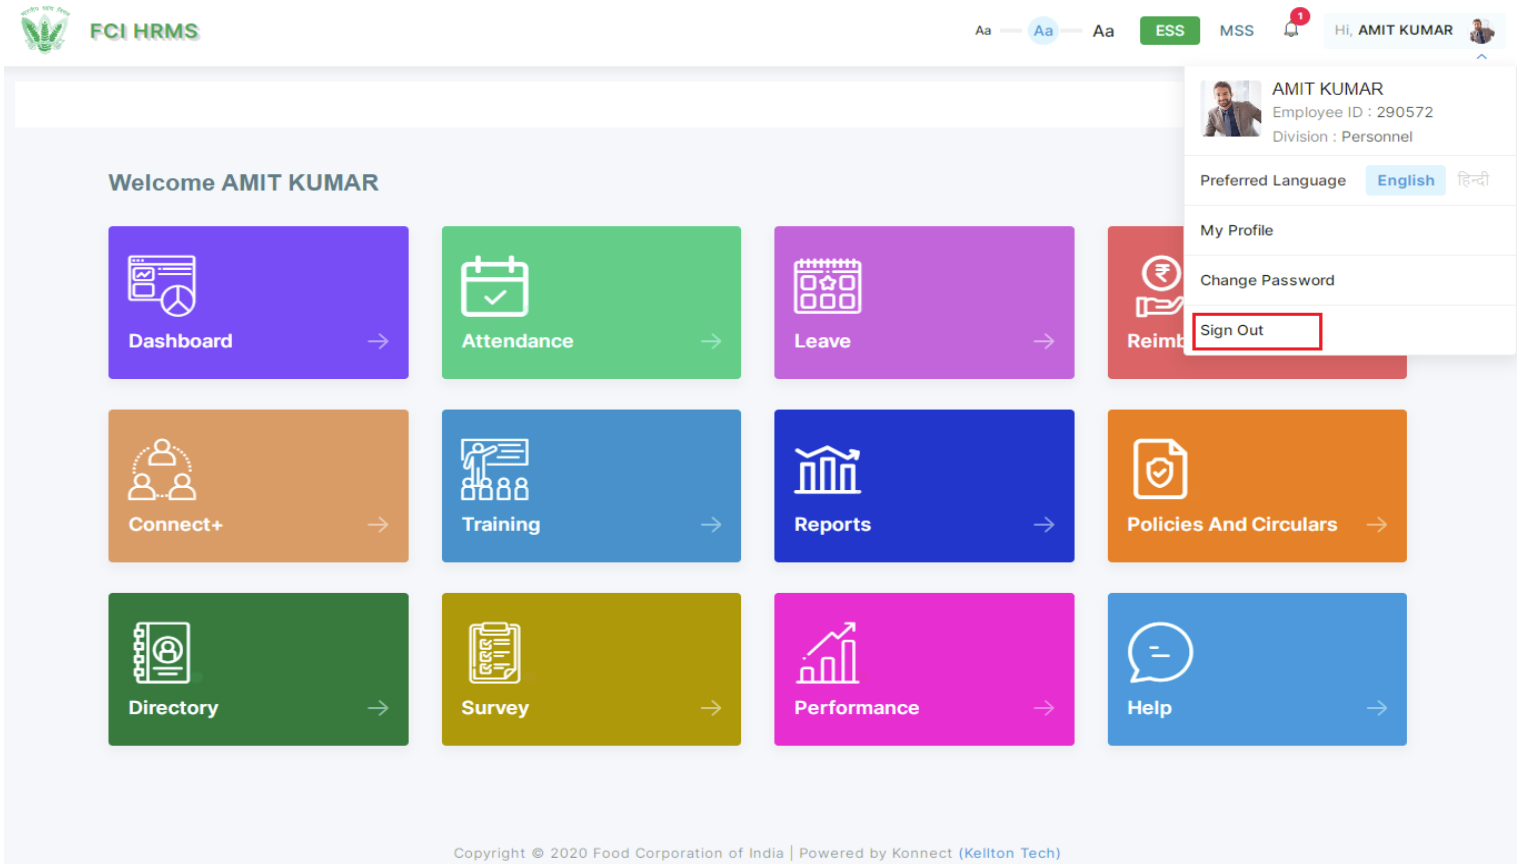 FCI HRMS
Aa Aa Aa ESS MSS 1 Hi, AMIT KUMAR
AMIT KUMAR
Employee ID : 290572
Division : Personnel
Preferred Language English हिन्दी
My Profile
Change Password
Sign Out
Welcome AMIT KUMAR
Dashboard Attendance Leave
Connect+ Training Reports Policies And Circulars
Directory Survey Performance Help
Copyright © 2020 Food Corporation of India | Powered by Konnect (Kellton Tech)